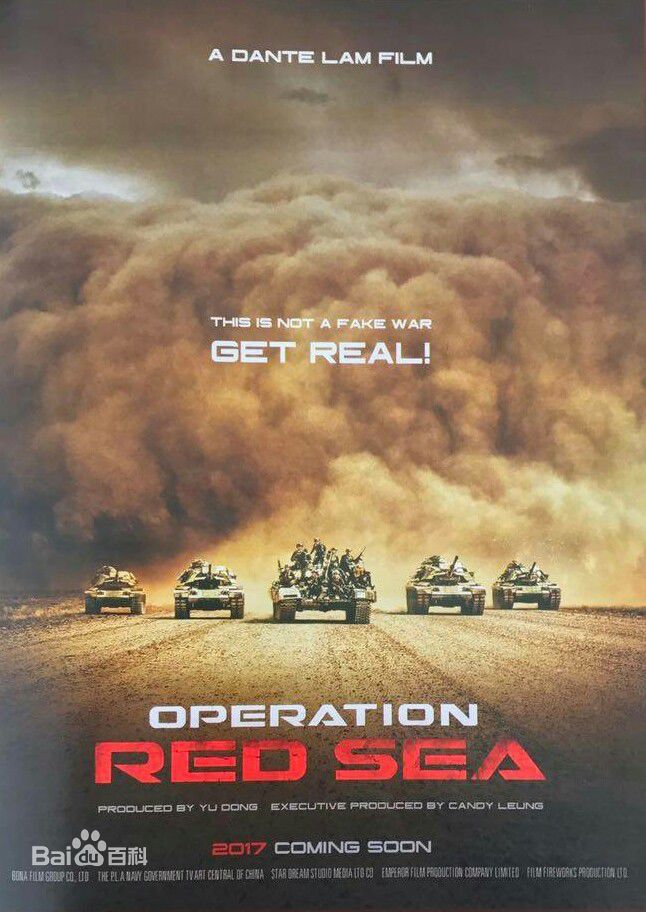 A DANTE LAM FILM
THIS IS NOT A FAKE WAR
GET REAL!
OPERATION
RED SEA
PRODUCED BY YU DONG EXECUTIVE PRODUCED BY CANDY LEUNG
2017 COMING SOON
Bai百科
BONA FILM GROUP CO., LTD THE P.L.A NAVY GOVERNMENT TV ART CENTRAL OF CHINA STAR DREAM STUDIO MEDIA LTD CO EMPEROR FILM PRODUCTION COMPANY LIMITED FILM FIREWORKS PRODUCTION LTD.